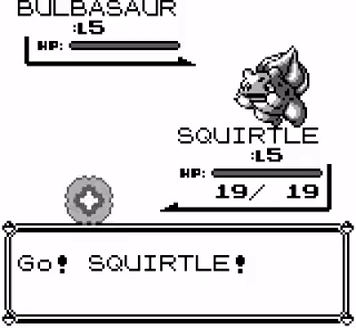 BULBASAUR
:L5
HP:
SQUIRTLE
:L5
HP:
19/ 19
Go! SQUIRTLE!